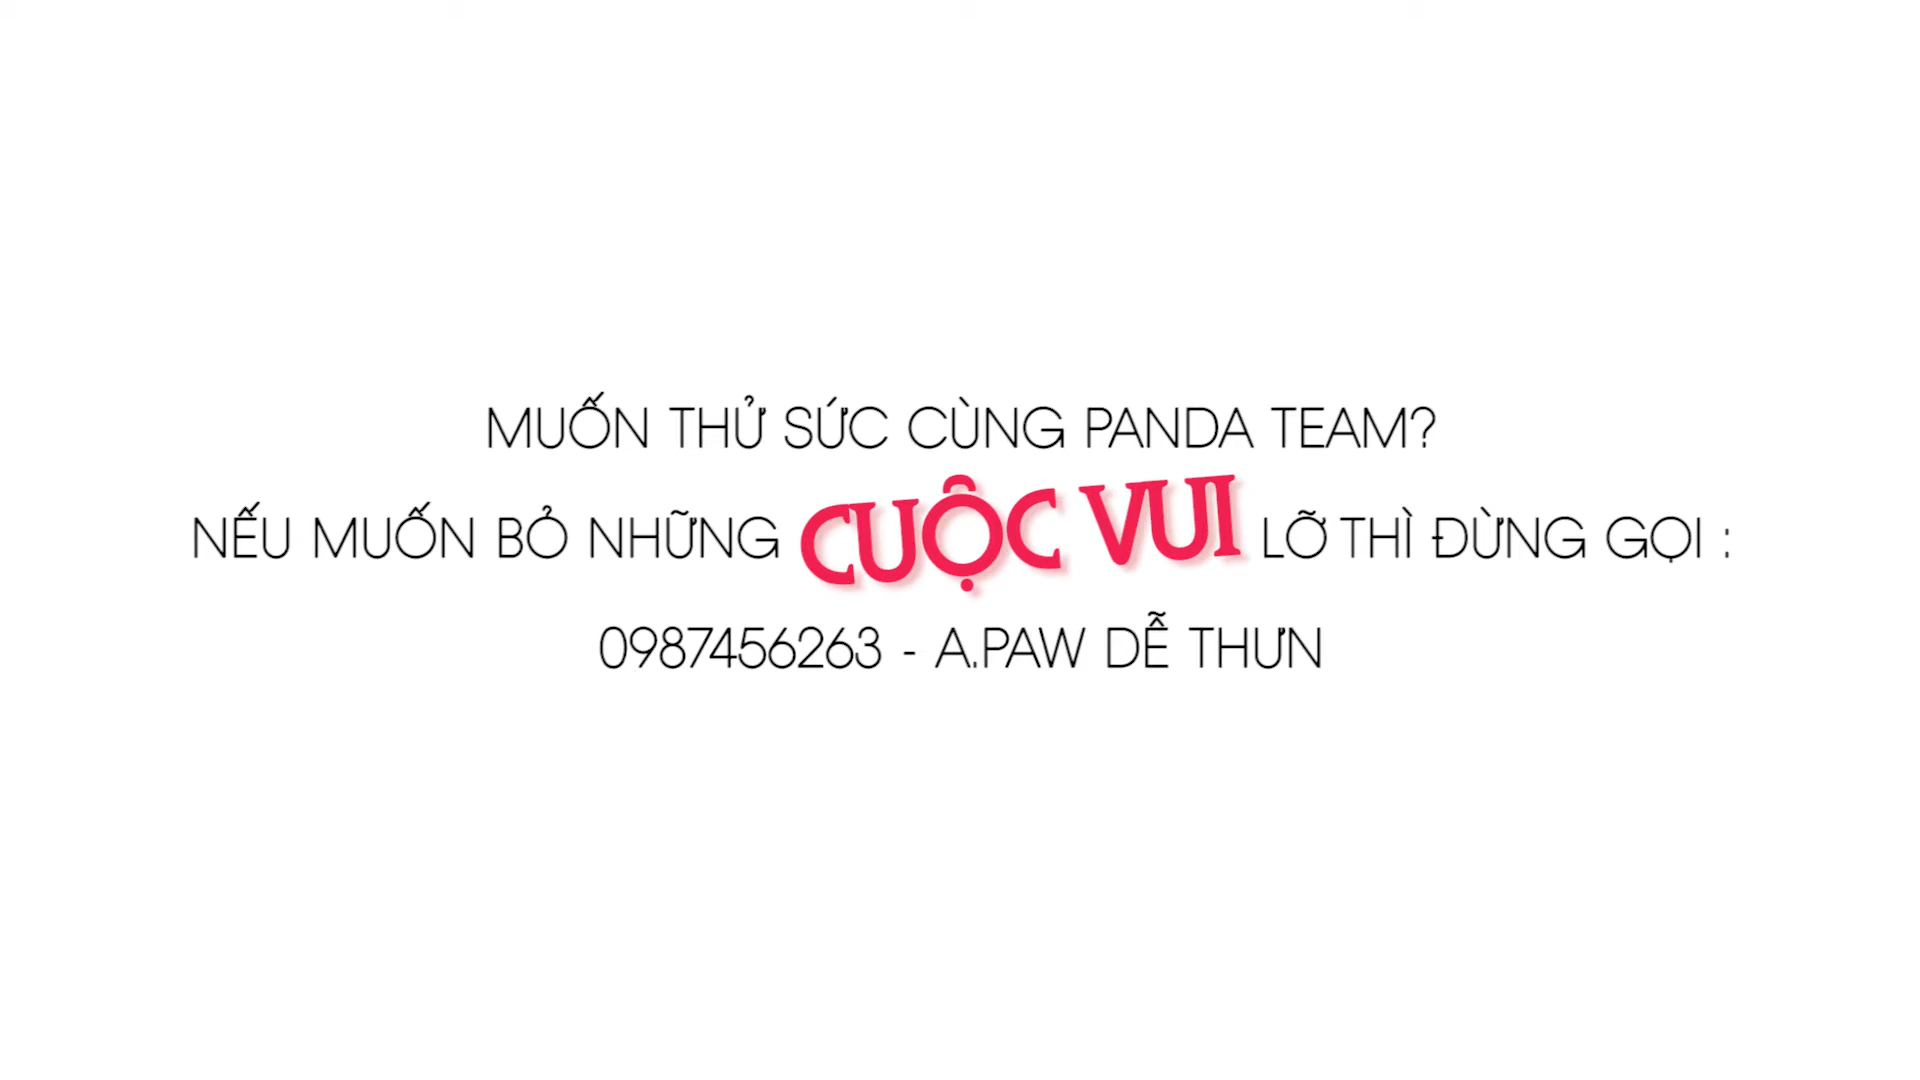 MUỐN THỬ SỨC CÙNG PANDA TEAM?
NẾU MUỐN BỎ NHỮNG CUỘC VUI LỠ THÌ ĐỪNG GỌI :
0987456263 - A.PAW DỄ THƯN